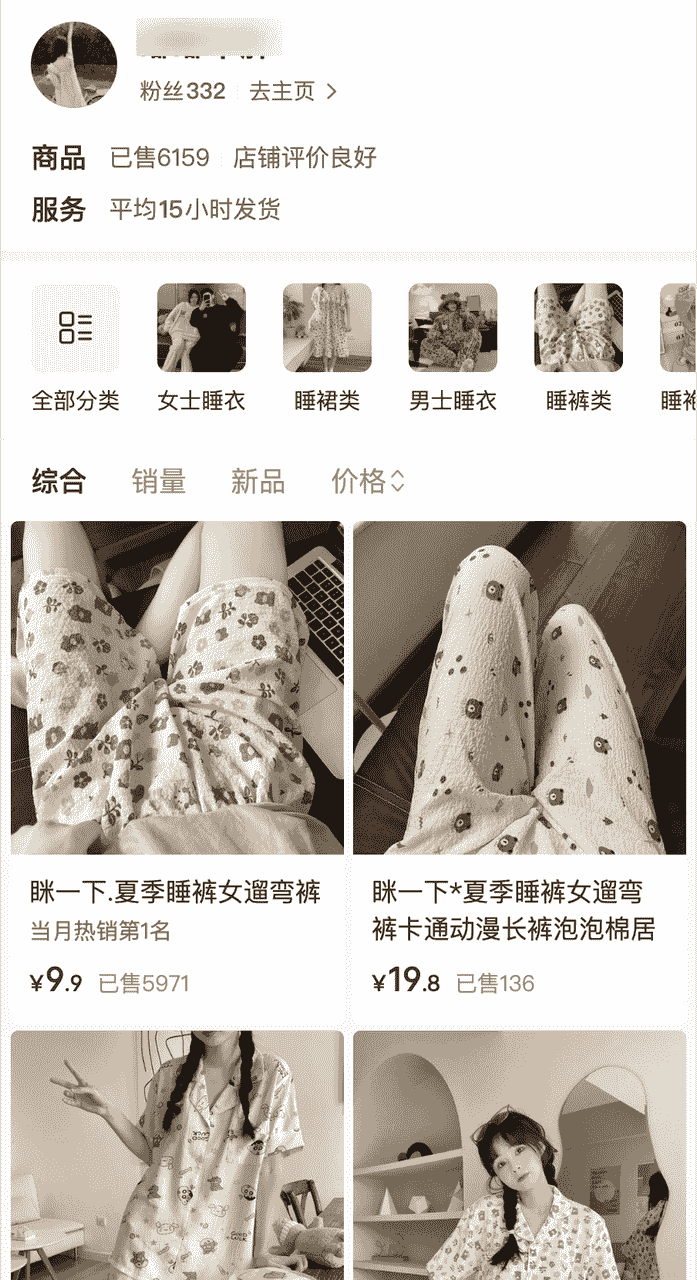 粉丝332 去主页
商品 已售6159 店铺评价良好
服务 平均15小时发货
全部分类 女士睡衣 睡裙类 男士睡衣 睡裤类
综合 销量 新品 价格
眯一下.夏季睡裤女遛弯裤
当月热销第1名
¥9.9 已售5971
眯一下*夏季睡裤女遛弯
裤卡通动漫长裤泡泡棉居
¥19.8 已售136